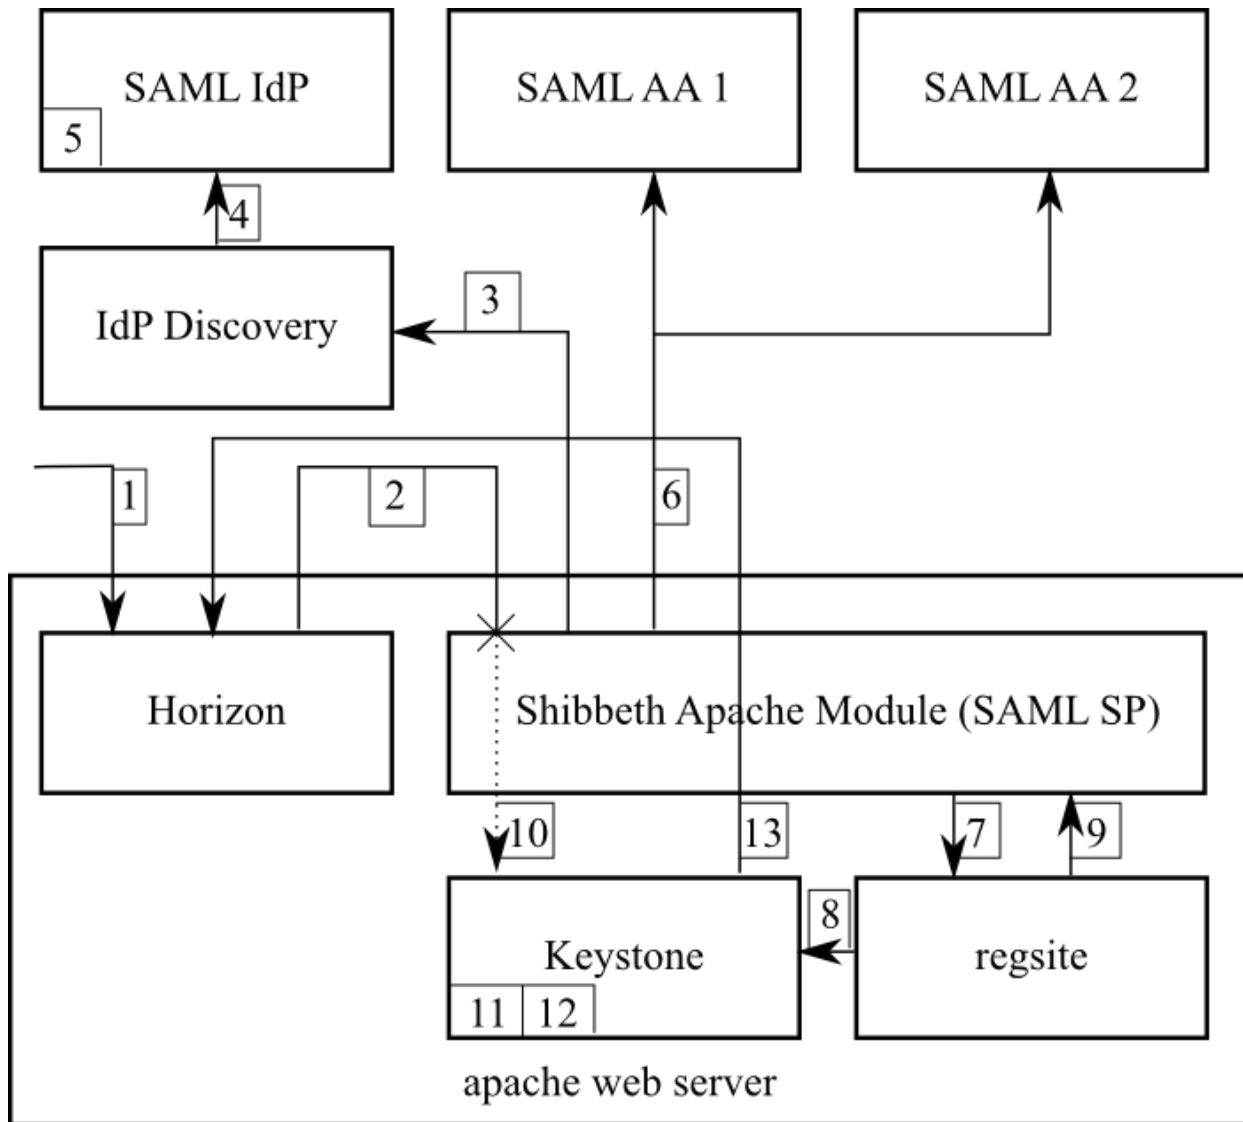 SAML IdP
SAML AA 1
SAML AA 2
5
4
IdP Discovery
3
1
2
6
Horizon
Shibbeth Apache Module (SAML SP)
10
13
7
9
8
Keystone
regsite
11
12
apache web server